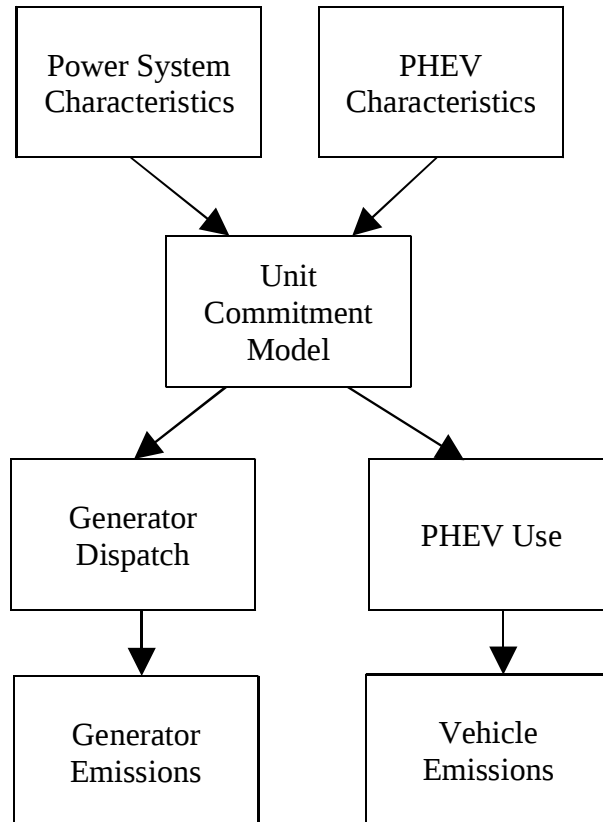 Power System
Characteristics
PHEV
Characteristics
Unit
Commitment
Model
Generator
Dispatch
PHEV Use
Generator
Emissions
Vehicle
Emissions